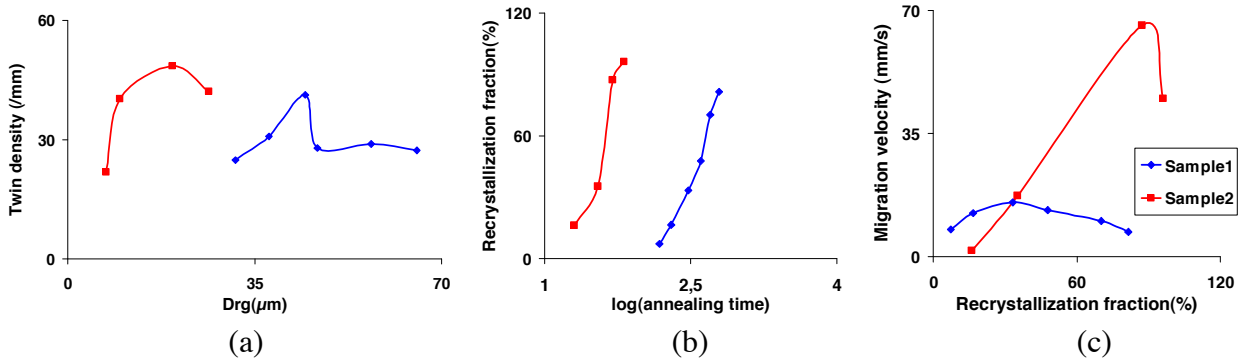 60
30
0
Twin density (/mm)
0 35 70
Drg(µm)
(a)
120
60
0
Recrystallization fraction(%)
1 2,5 4
log(annealing time)
(b)
70
35
0
Migration velocity (mm/s)
0 60 120
Recrystallization fraction(%)
(c)
Sample1
Sample2